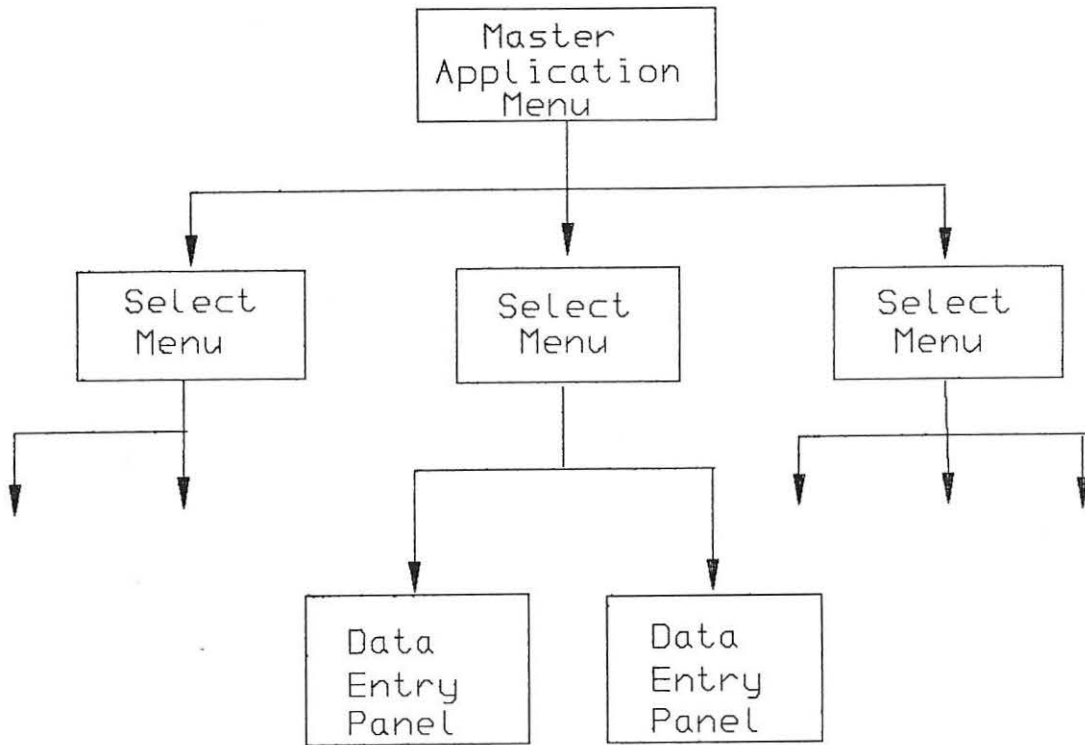 Master
Application
Menu
Select
Menu
Select
Menu
Select
Menu
Data
Entry
Panel
Data
Entry
Panel